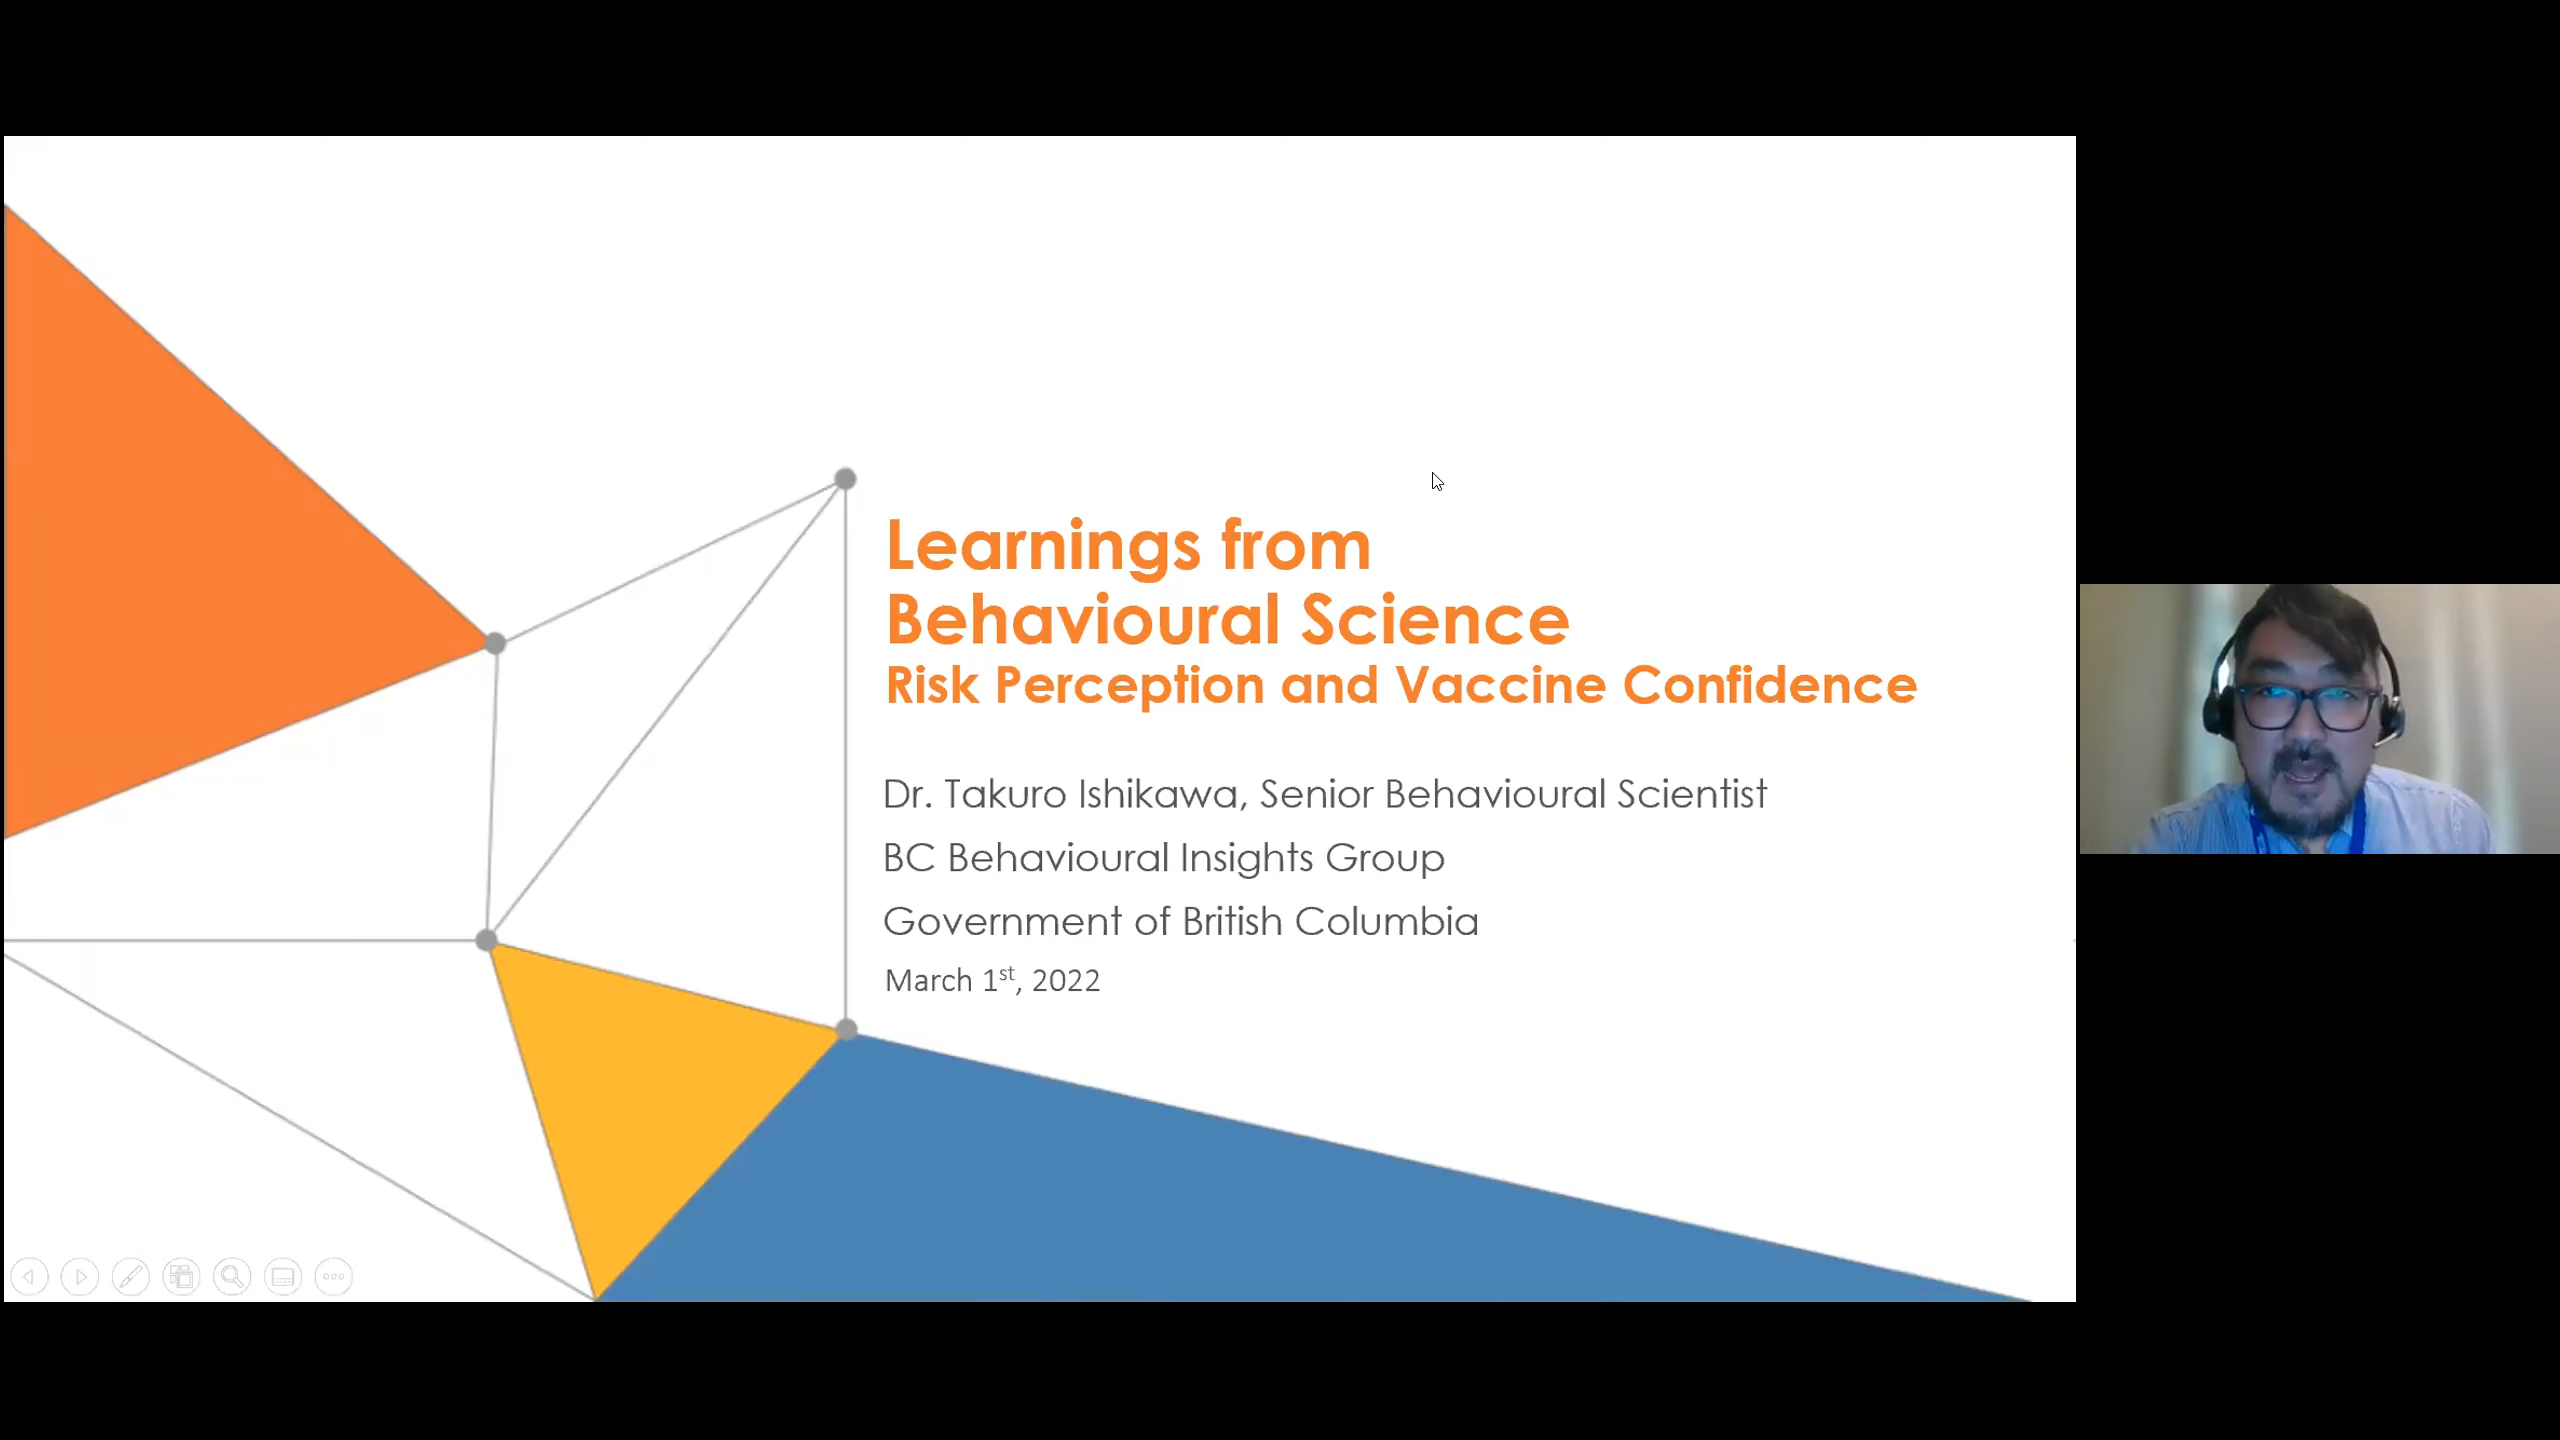 Learnings from
Behavioural Science
Risk Perception and Vaccine Confidence
Dr. Takuro Ishikawa, Senior Behavioural Scientist
BC Behavioural Insights Group
Government of British Columbia
March 1st, 2022